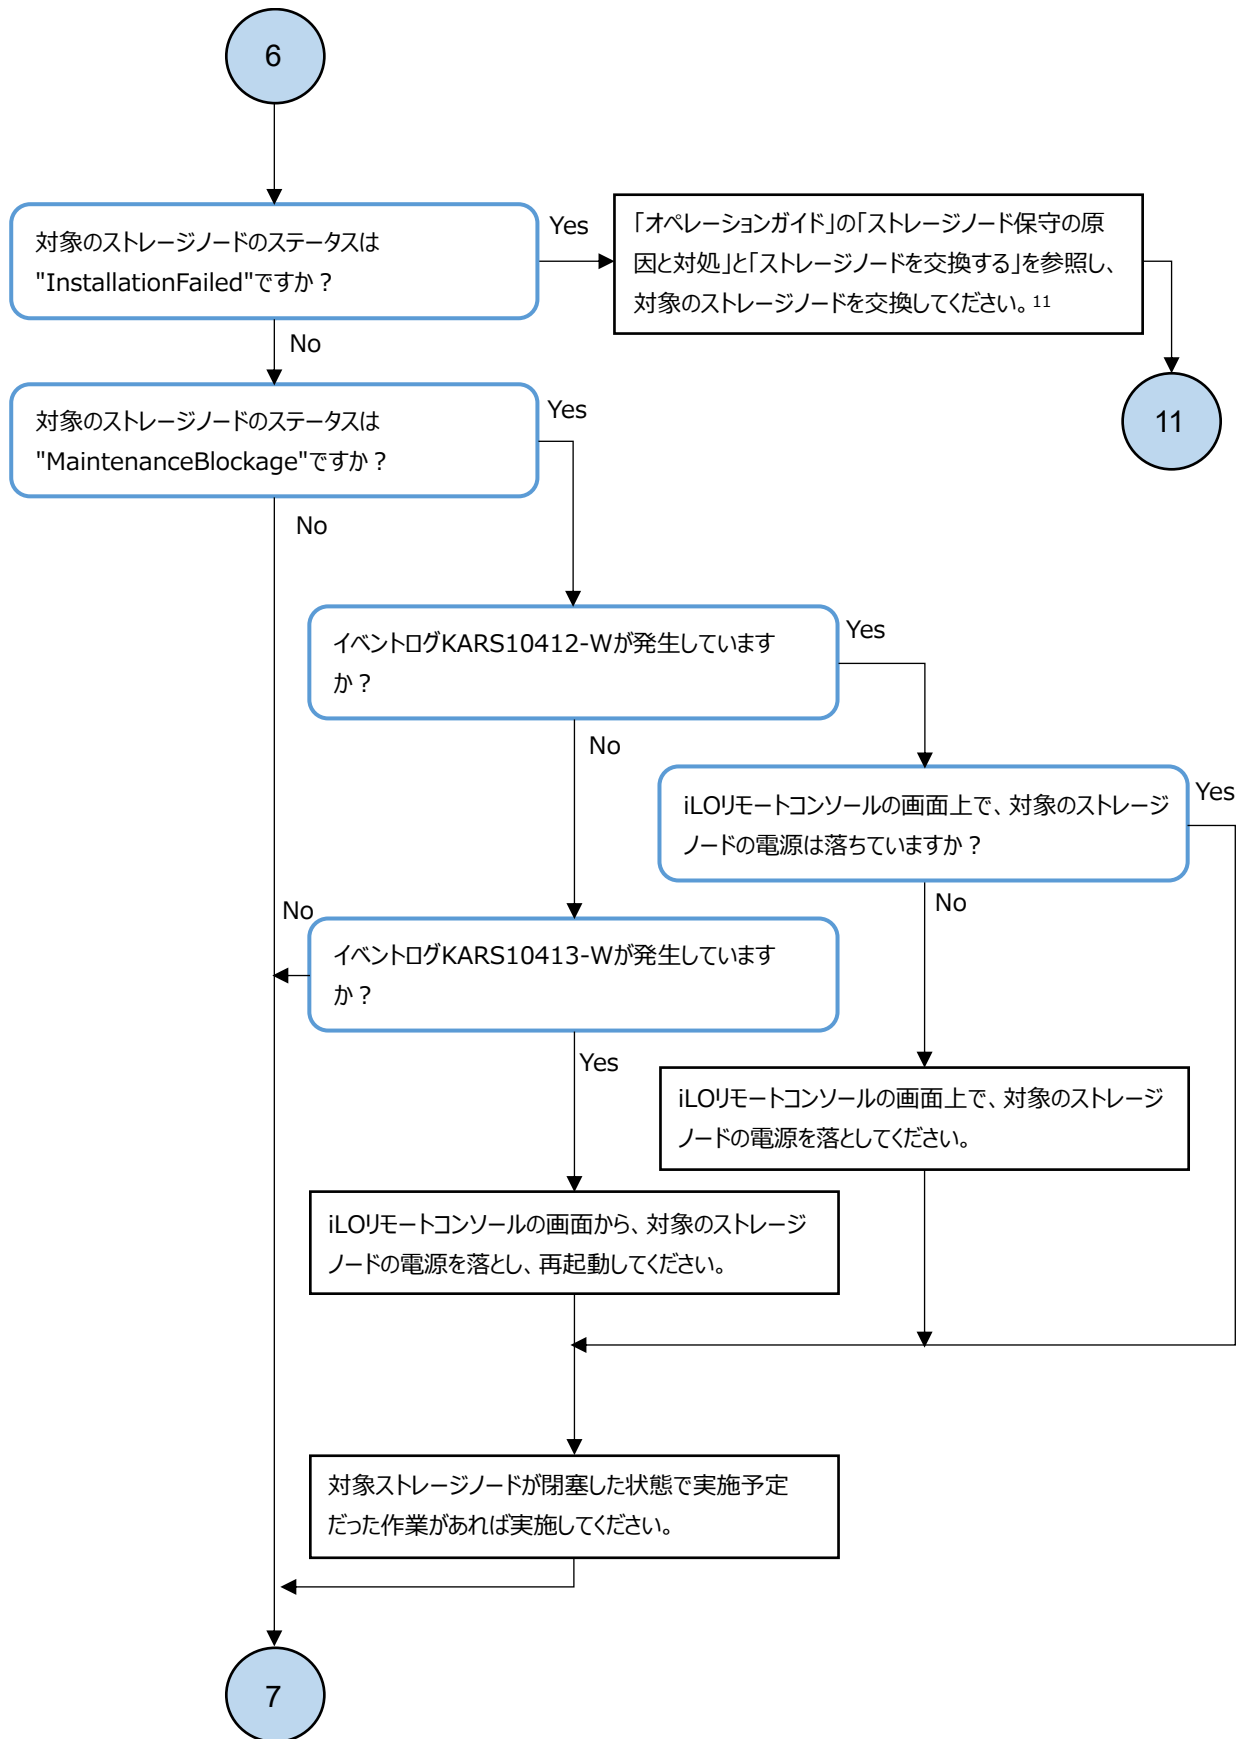 6
対象のストレージノードのステータスは
"InstallationFailed"ですか？
Yes
「オペレーションガイド」の「ストレージノード保守の原
因と対処」と「ストレージノードを交換する」を参照し、
対象のストレージノードを交換してください。11
11
No
対象のストレージノードのステータスは
"MaintenanceBlockage"ですか？
Yes
No
イベントログKARS10412-Wが発生しています
か？
Yes
No
iLOリモートコンソールの画面上で、対象のストレージ
ノードの電源は落ちていますか？
Yes
No
No
イベントログKARS10413-Wが発生しています
か？
Yes
iLOリモートコンソールの画面上で、対象のストレージ
ノードの電源を落としてください。
iLOリモートコンソールの画面から、対象のストレージ
ノードの電源を落とし、再起動してください。
対象ストレージノードが閉塞した状態で実施予定
だった作業があれば実施してください。
7